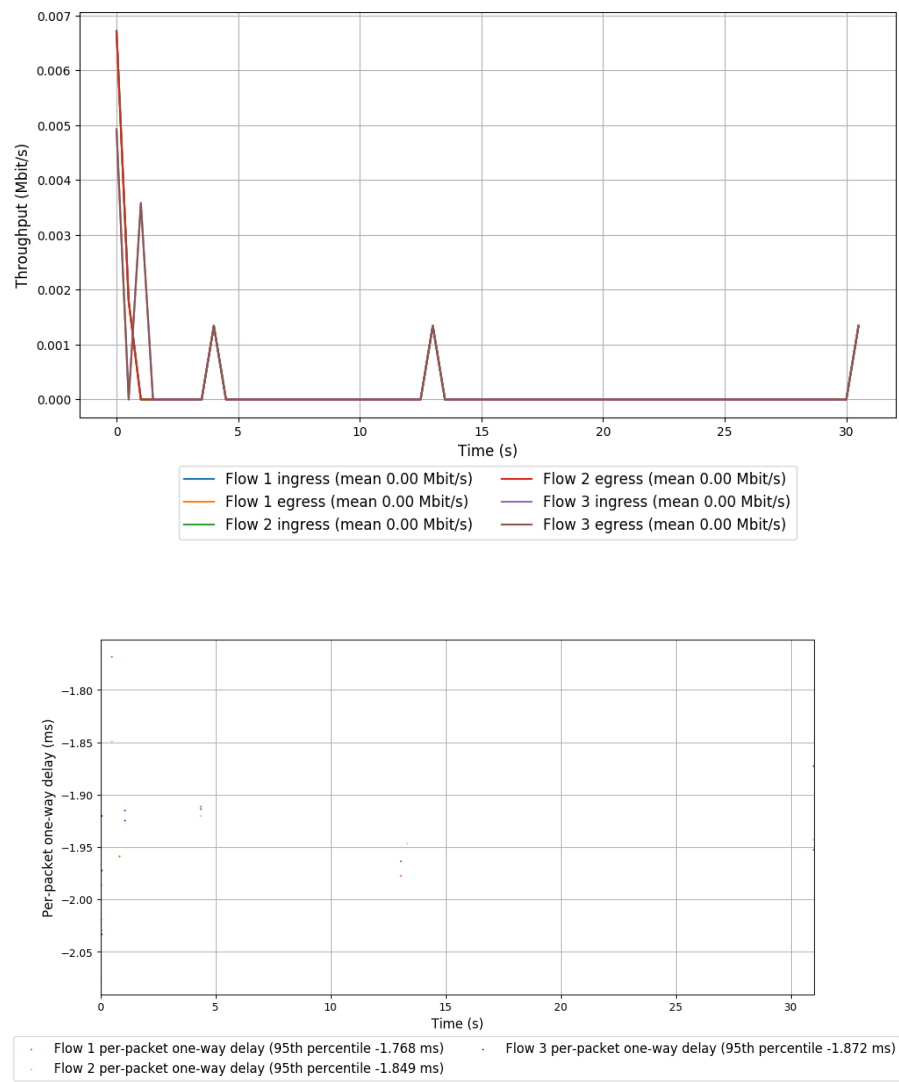 0.007
0.006
0.005
0.004
0.003
0.002
0.001
0.000
Throughput (Mbit/s)
0 5 10 15 20 25 30
Time (s)
Flow 1 ingress (mean 0.00 Mbit/s) Flow 2 egress (mean 0.00 Mbit/s)
Flow 1 egress (mean 0.00 Mbit/s) Flow 3 ingress (mean 0.00 Mbit/s)
Flow 2 ingress (mean 0.00 Mbit/s) Flow 3 egress (mean 0.00 Mbit/s)
−1.80
−1.85
−1.90
−1.95
−2.00
−2.05
Per-packet one-way delay (ms)
0 5 10 15 20 25 30
Time (s)
Flow 1 per-packet one-way delay (95th percentile -1.768 ms) Flow 3 per-packet one-way delay (95th percentile -1.872 ms)
Flow 2 per-packet one-way delay (95th percentile -1.849 ms)